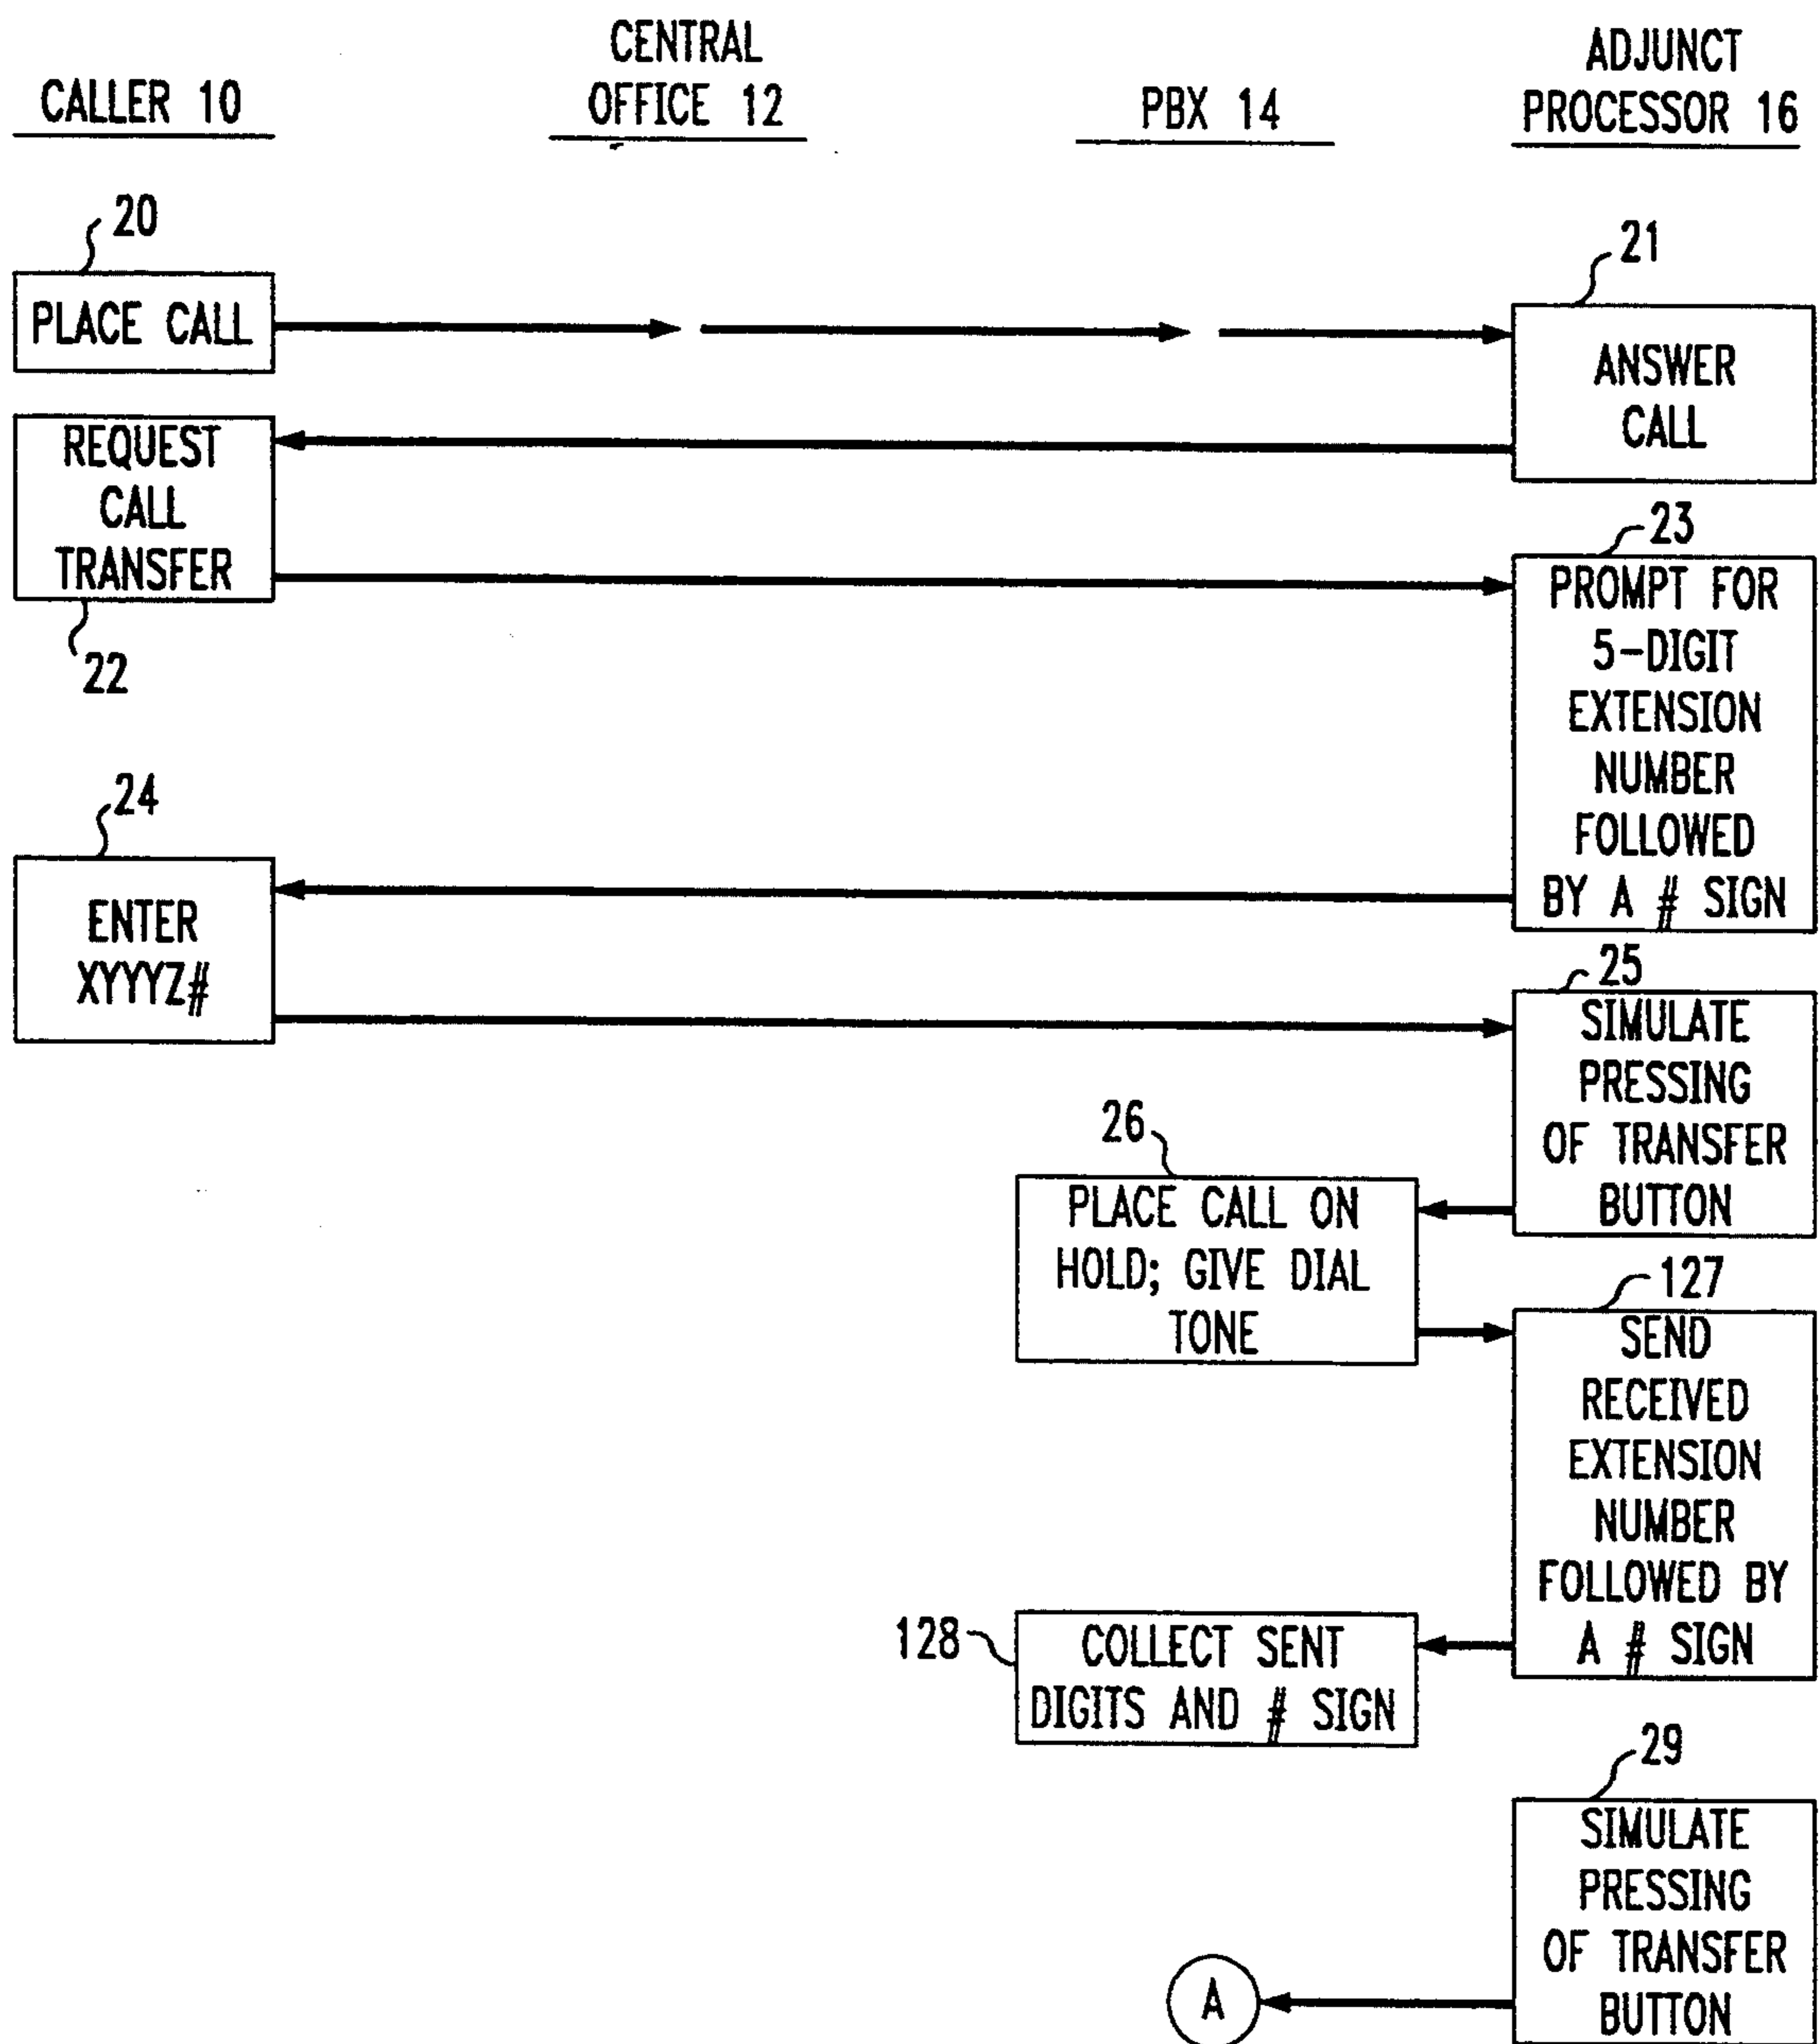 CALLER 10
CENTRAL
OFFICE 12
PBX 14
ADJUNCT
PROCESSOR 16
20
PLACE CALL
21
ANSWER
CALL
REQUEST
CALL
TRANSFER
22
23
PROMPT FOR
5-DIGIT
EXTENSION
NUMBER
FOLLOWED
BY A # SIGN
24
ENTER
XYYYZ#
25
SIMULATE
PRESSING
OF TRANSFER
BUTTON
26
PLACE CALL ON
HOLD; GIVE DIAL
TONE
127
SEND
RECEIVED
EXTENSION
NUMBER
FOLLOWED BY
A # SIGN
128
COLLECT SENT
DIGITS AND # SIGN
29
SIMULATE
PRESSING
OF TRANSFER
BUTTON
A